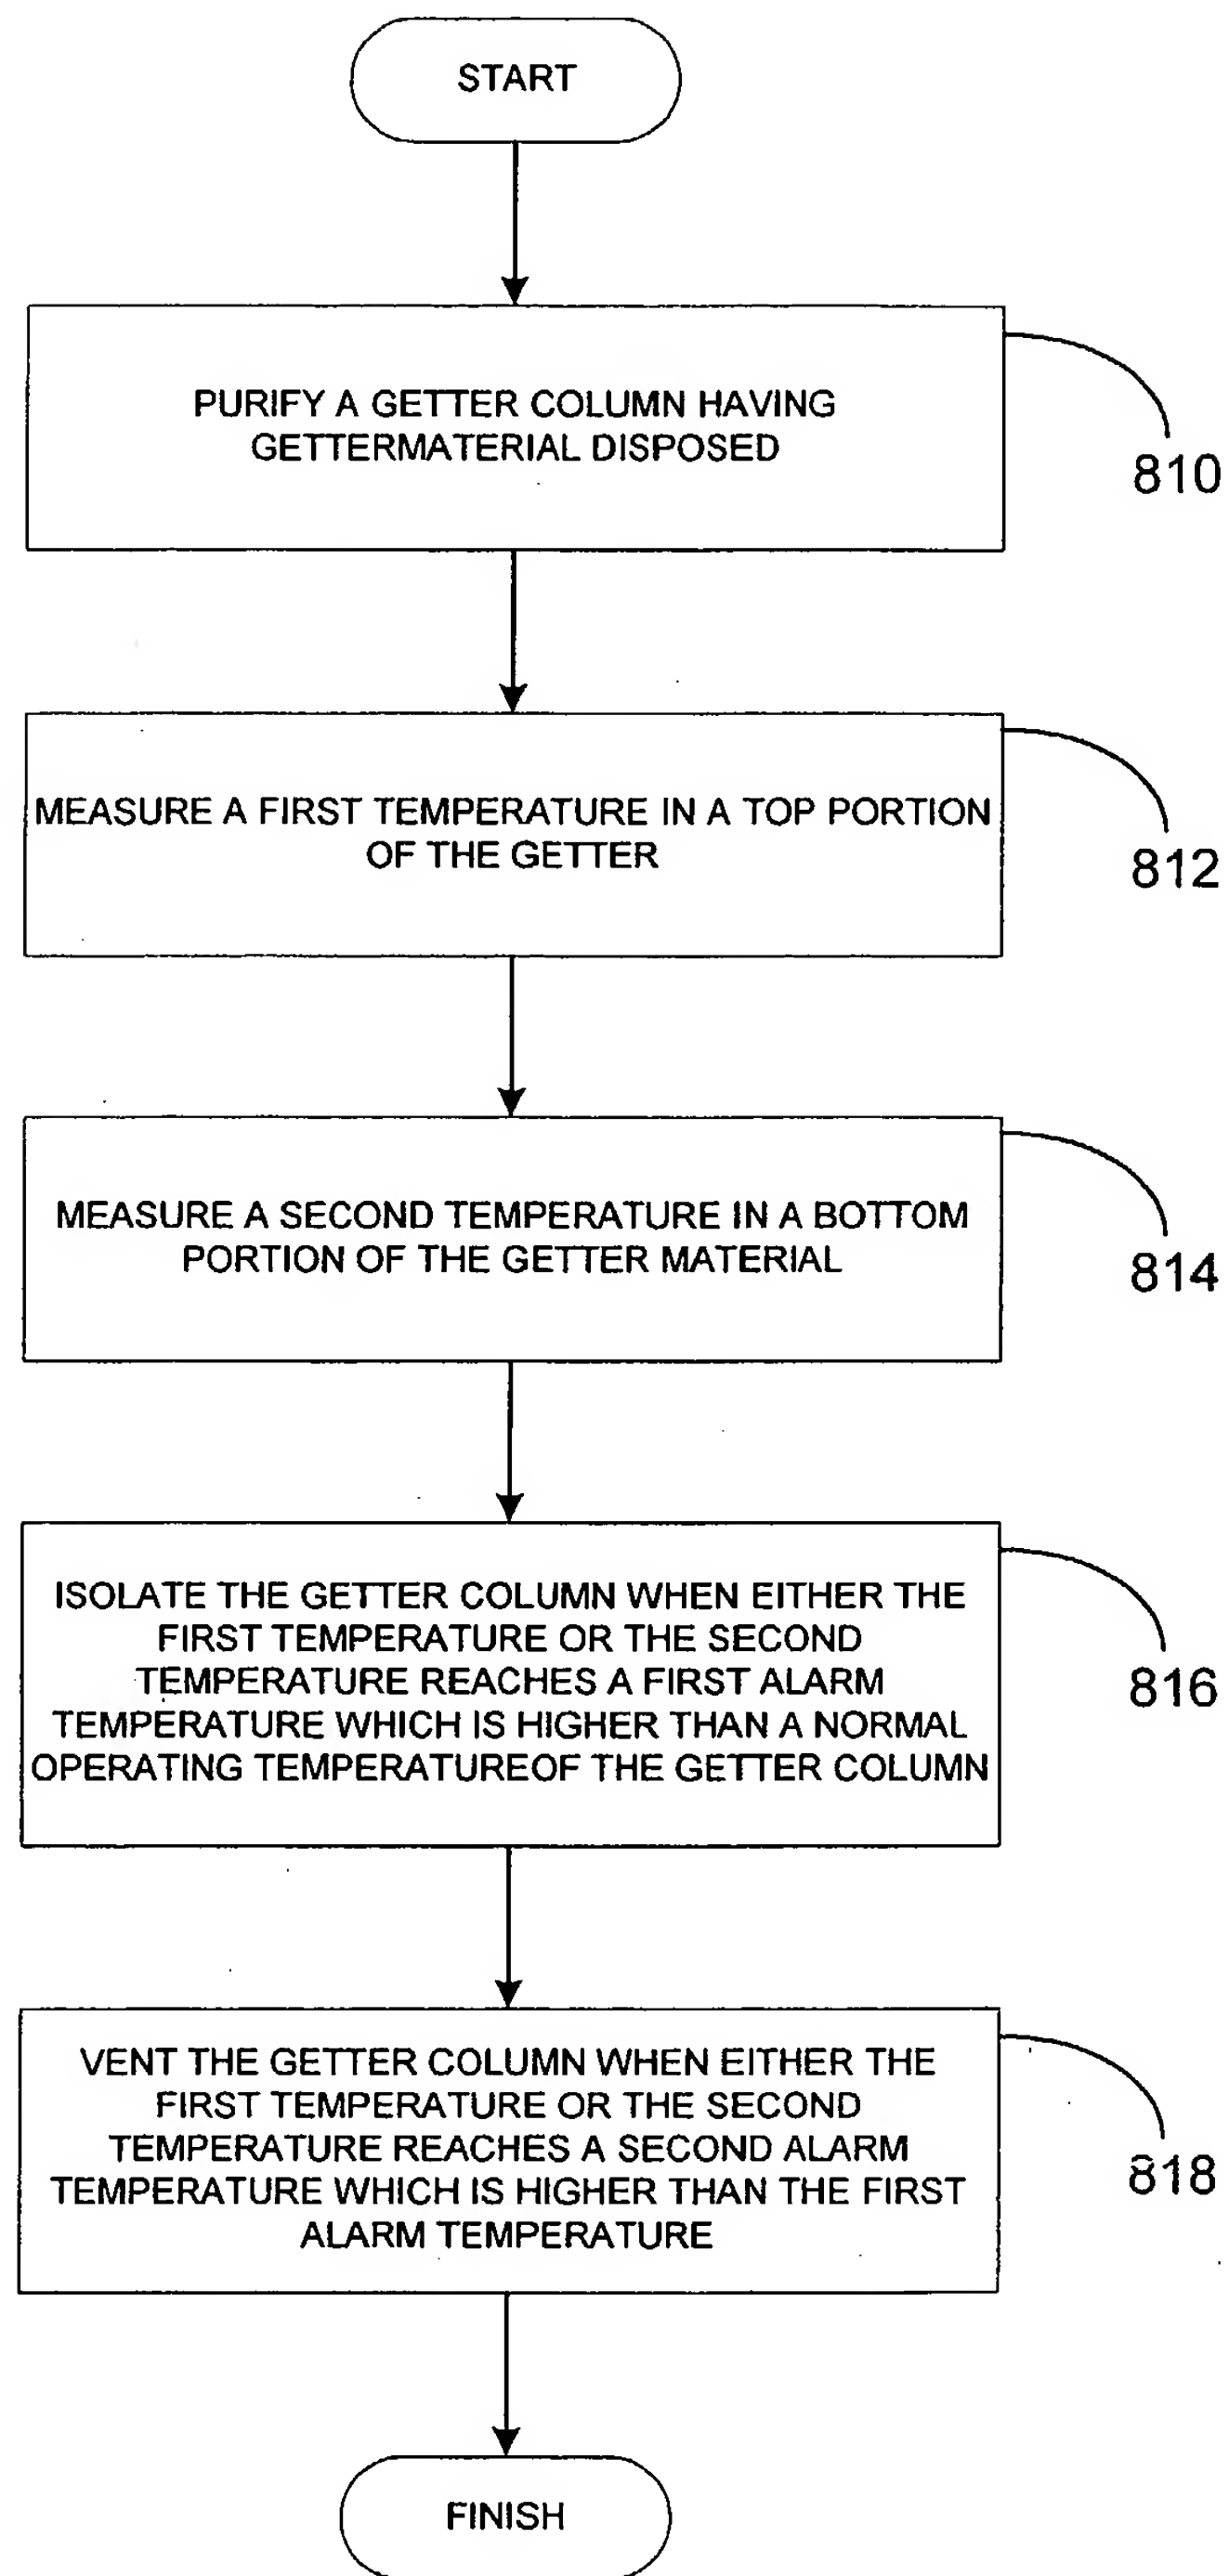 START
PURIFY A GETTER COLUMN HAVING
GETTERMATERIAL DISPOSED
810
MEASURE A FIRST TEMPERATURE IN A TOP PORTION
OF THE GETTER
812
MEASURE A SECOND TEMPERATURE IN A BOTTOM
PORTION OF THE GETTER MATERIAL
814
ISOLATE THE GETTER COLUMN WHEN EITHER THE
FIRST TEMPERATURE OR THE SECOND
TEMPERATURE REACHES A FIRST ALARM
TEMPERATURE WHICH IS HIGHER THAN A NORMAL
OPERATING TEMPERATUREOF THE GETTER COLUMN
816
VENT THE GETTER COLUMN WHEN EITHER THE
FIRST TEMPERATURE OR THE SECOND
TEMPERATURE REACHES A SECOND ALARM
TEMPERATURE WHICH IS HIGHER THAN THE FIRST
ALARM TEMPERATURE
818
FINISH